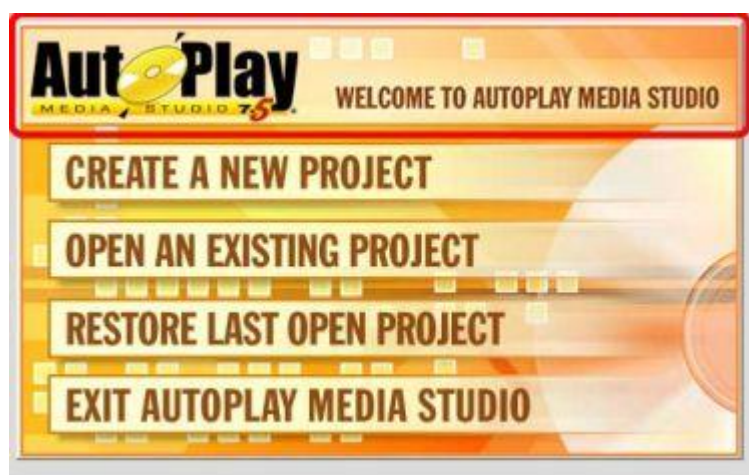 AutoPlay
MEDIA STUDIO 7.5
WELCOME TO AUTOPLAY MEDIA STUDIO
CREATE A NEW PROJECT
OPEN AN EXISTING PROJECT
RESTORE LAST OPEN PROJECT
EXIT AUTOPLAY MEDIA STUDIO